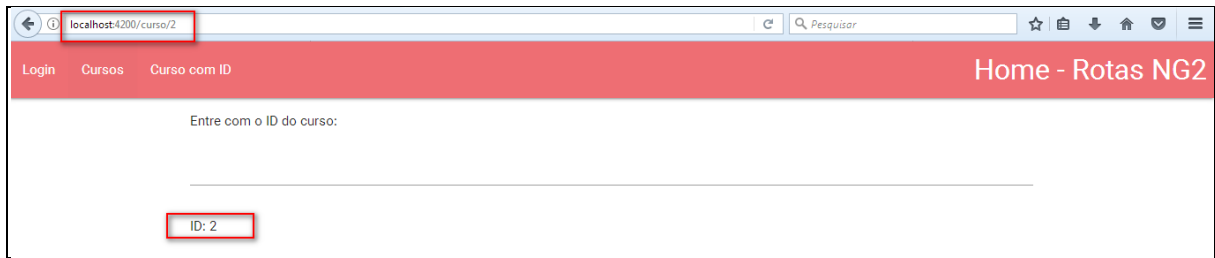 localhost:4200/curso/2
Pesquisar
Login Cursos Curso com ID Home - Rotas NG2
Entre com o ID do curso:
ID: 2